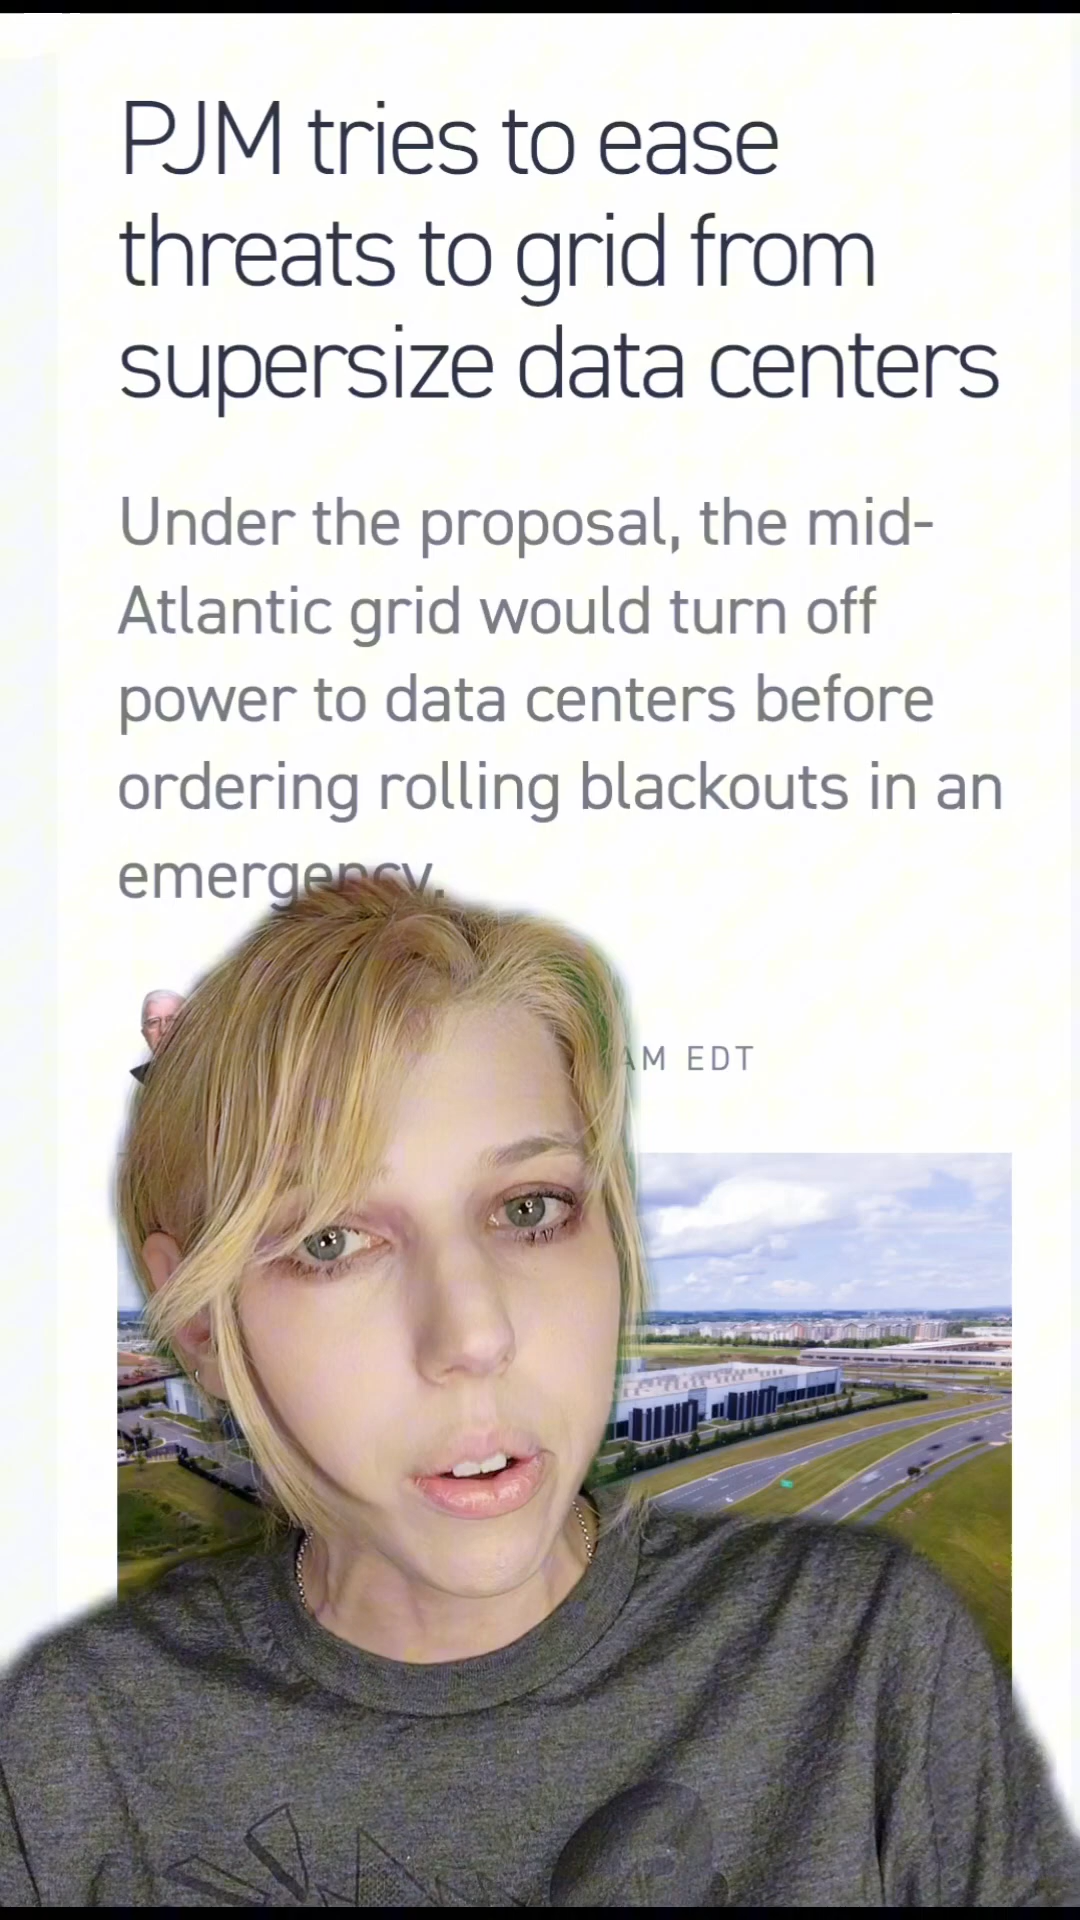 PJM tries to ease
threats to grid from
supersize data centers
Under the proposal, the mid-
Atlantic grid would turn off
power to data centers before
ordering rolling blackouts in an
emergency.
AM EDT